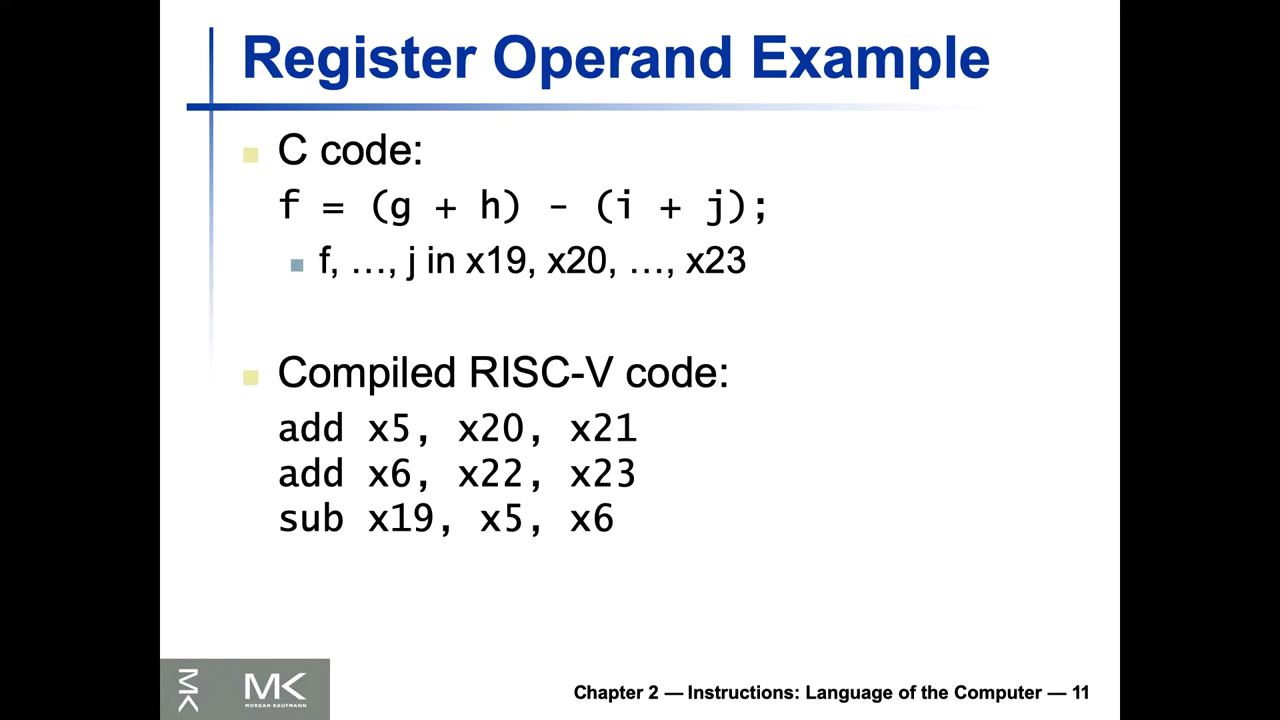 Register Operand Example
C code:
f = (g + h) - (i + j);
f, …, j in x19, x20, …, x23
Compiled RISC-V code:
add x5, x20, x21
add x6, x22, x23
sub x19, x5, x6
MK
MK
MORGAN KAUFMANN
Chapter 2 — Instructions: Language of the Computer — 11